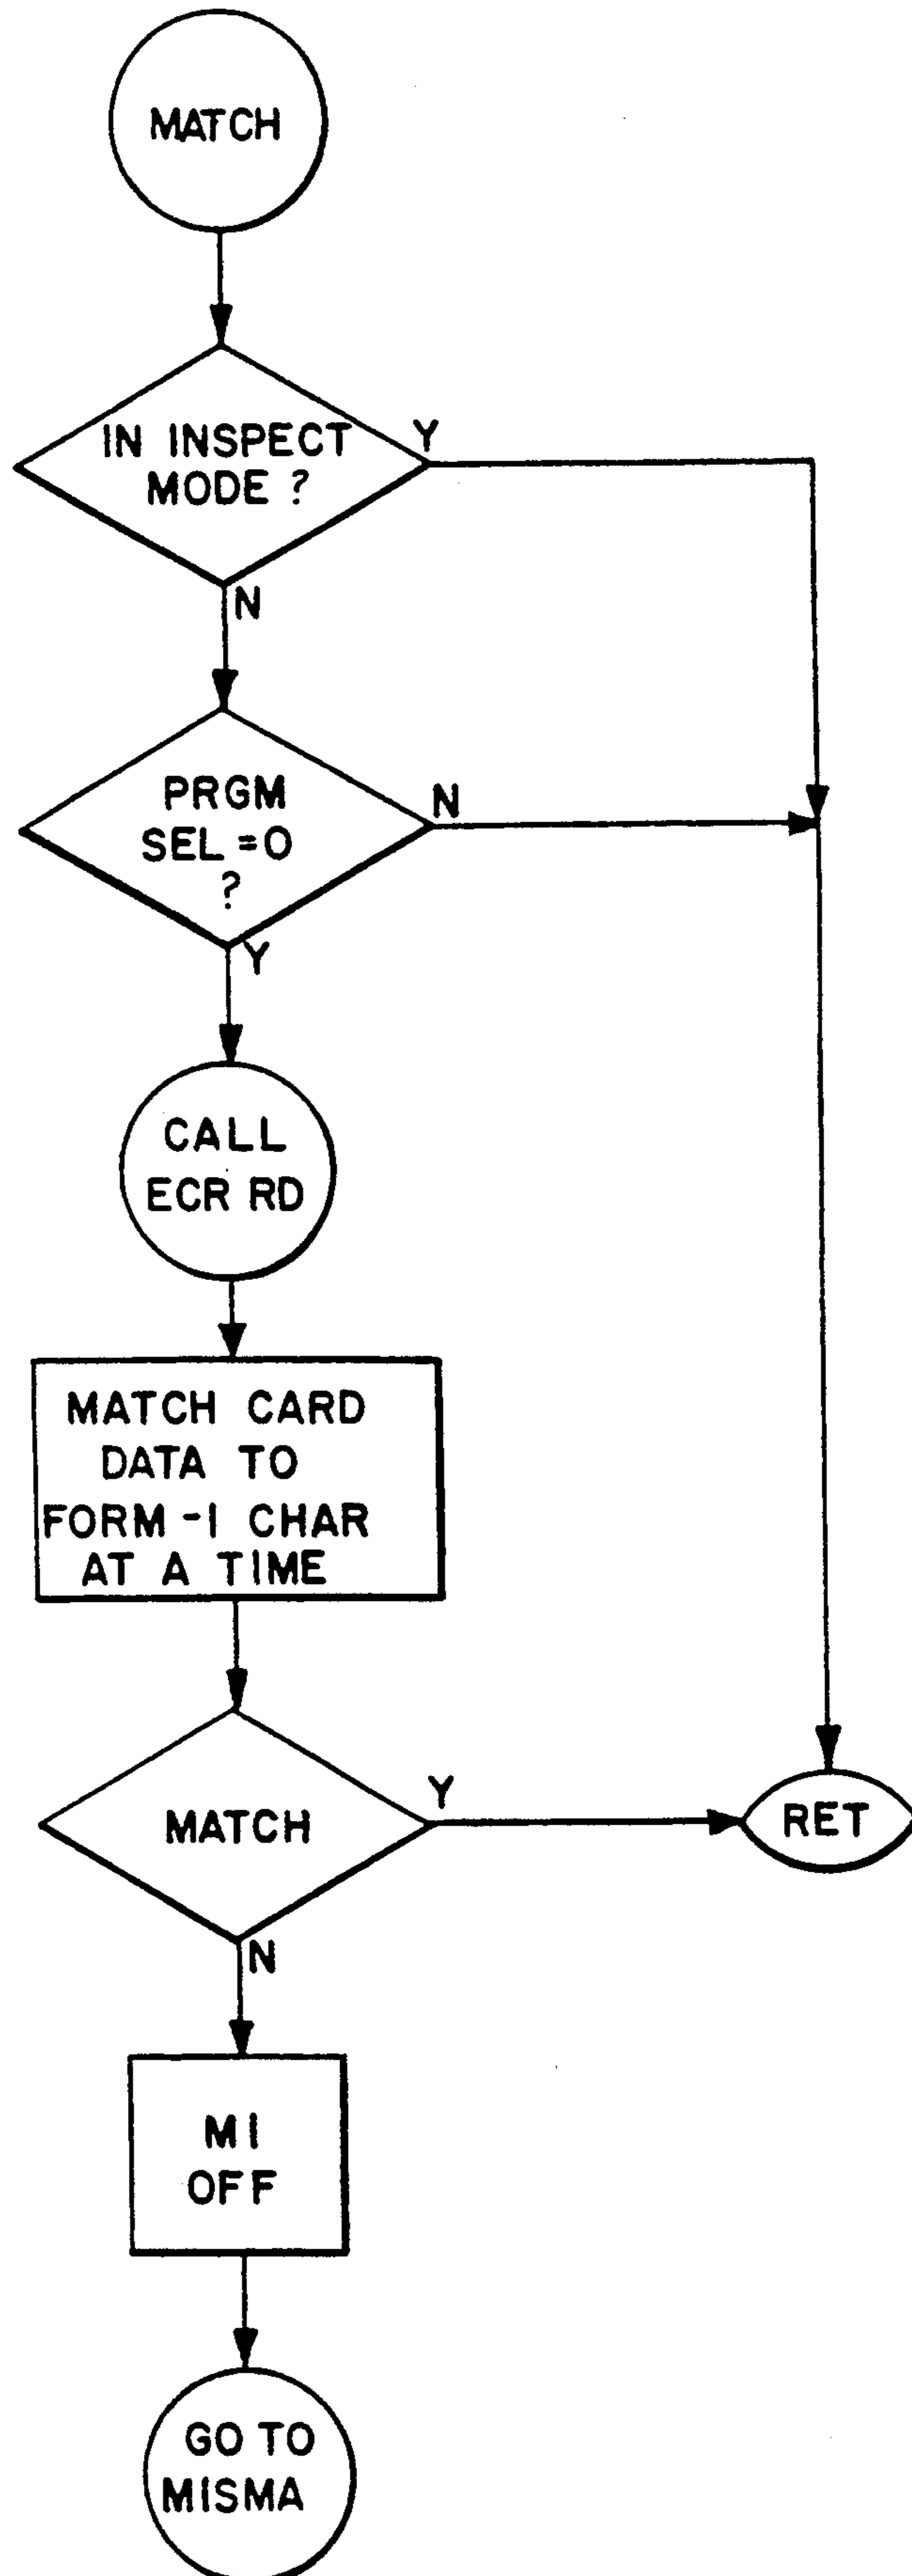 MATCH
IN INSPECT
MODE ?
Y
N
PRGM
SEL = 0
?
N
Y
CALL
ECR RD
MATCH CARD
DATA TO
FORM - 1 CHAR
AT A TIME
MATCH
Y
RET
N
M1
OFF
GO TO
MISMA